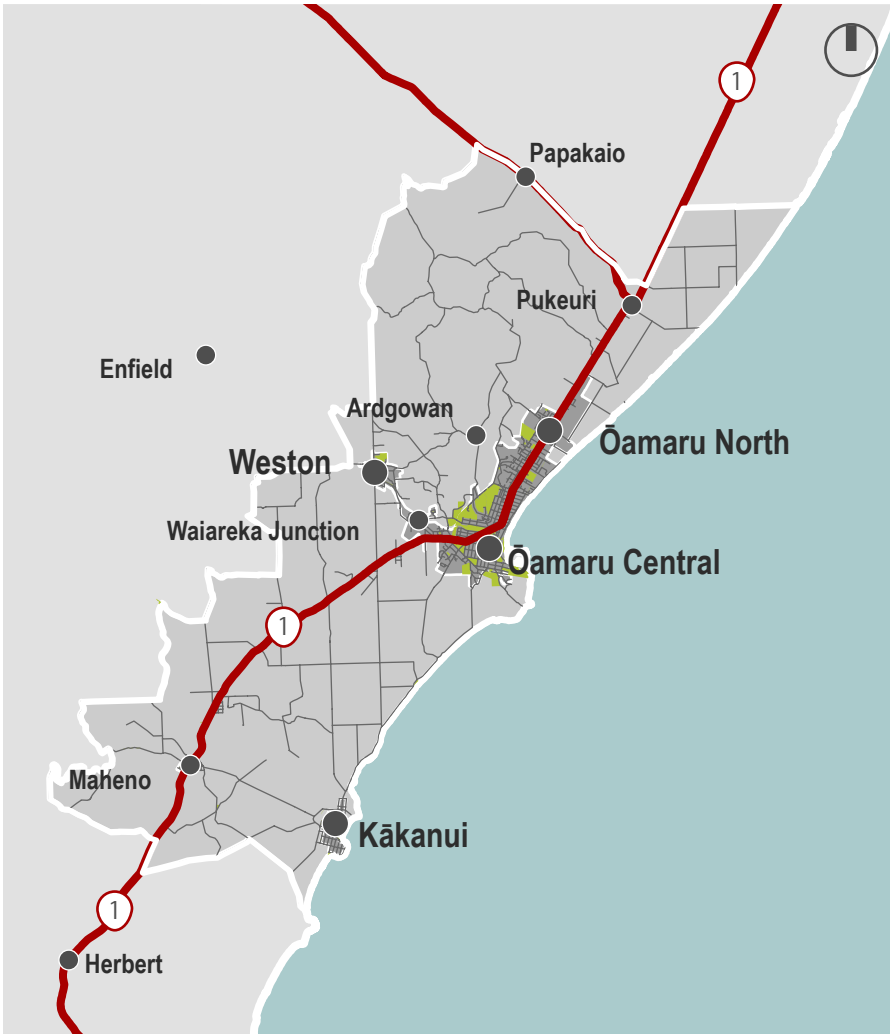 1
Papakaio
Pukeuri
Enfield
Ardgowan
Ōamaru North
Weston
Waiareka Junction
Ōamaru Central
1
Maheno
Kākanui
1
Herbert